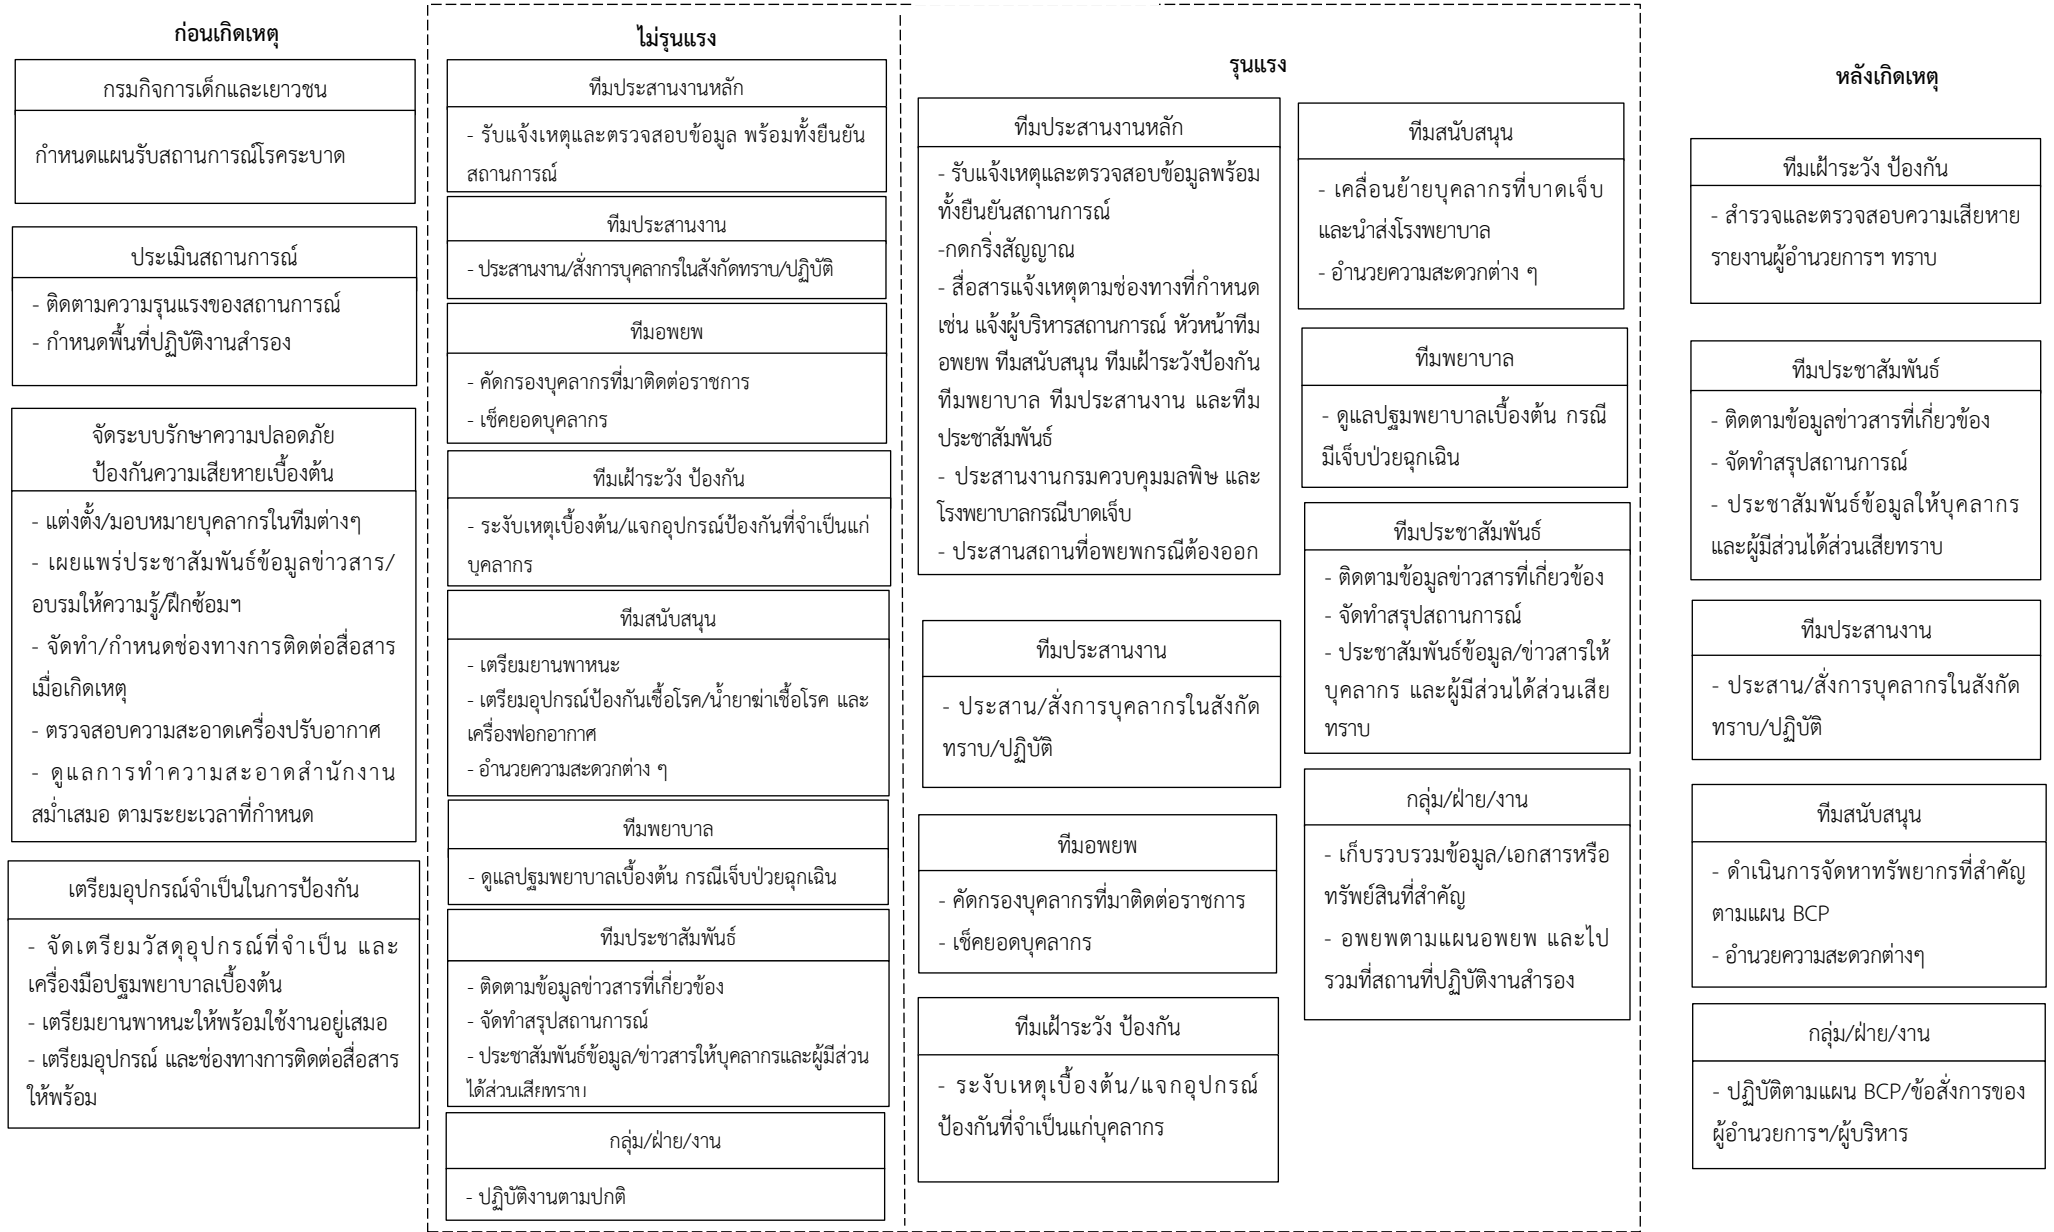 ก่อนเกิดเหตุ
กรมกิจการเด็กและเยาวชน
กำหนดแผนรับสถานการณ์โรคระบาด
ประเมินสถานการณ์
- ติดตามความรุนแรงของสถานการณ์
- กำหนดพื้นที่ปฏิบัติงานสำรอง
จัดระบบรักษาความปลอดภัย
ป้องกันความเสียหายเบื้องต้น
- แต่งตั้ง/มอบหมายบุคลากรในทีมต่างๆ
- เผยแพร่ประชาสัมพันธ์ข้อมูลข่าวสาร/
อบรมให้ความรู้/ฝึกซ้อมฯ
- จัดทำ/กำหนดช่องทางการติดต่อสื่อสาร
เมื่อเกิดเหตุ
- ตรวจสอบความสะอาดเครื่องปรับอากาศ
- ดูแลการทำความสะอาดสำนักงาน
สม่ำเสมอ ตามระยะเวลาที่กำหนด
เตรียมอุปกรณ์จำเป็นในการป้องกัน
- จัดเตรียมวัสดุอุปกรณ์ที่จำเป็น และ
เครื่องมือปฐมพยาบาลเบื้องต้น
- เตรียมยานพาหนะให้พร้อมใช้งานอยู่เสมอ
- เตรียมอุปกรณ์ และช่องทางการติดต่อสื่อสาร
ให้พร้อม
ไม่รุนแรง
ทีมประสานงานหลัก
- รับแจ้งเหตุและตรวจสอบข้อมูล พร้อมทั้งยืนยัน
สถานการณ์
ทีมประสานงาน
- ประสานงาน/สั่งการบุคลากรในสังกัดทราบ/ปฏิบัติ
ทีมอพยพ
- คัดกรองบุคลากรที่มาติดต่อราชการ
- เช็คยอดบุคลากร
ทีมเฝ้าระวัง ป้องกัน
- ระงับเหตุเบื้องต้น/แจกอุปกรณ์ป้องกันที่จำเป็นแก่
บุคลากร
ทีมสนับสนุน
- เตรียมยานพาหนะ
- เตรียมอุปกรณ์ป้องกันเชื้อโรค/น้ำยาฆ่าเชื้อโรค และ
เครื่องฟอกอากาศ
- อำนวยความสะดวกต่าง ๆ
ทีมพยาบาล
- ดูแลปฐมพยาบาลเบื้องต้น กรณีเจ็บป่วยฉุกเฉิน
ทีมประชาสัมพันธ์
- ติดตามข้อมูลข่าวสารที่เกี่ยวข้อง
- จัดทำสรุปสถานการณ์
- ประชาสัมพันธ์ข้อมูล/ข่าวสารให้บุคลากรและผู้มีส่วน
ได้ส่วนเสียทราบ
กลุ่ม/ฝ่าย/งาน
- ปฏิบัติงานตามปกติ
รุนแรง
ทีมประสานงานหลัก
- รับแจ้งเหตุและตรวจสอบข้อมูลพร้อม
ทั้งยืนยันสถานการณ์
-กดกริ่งสัญญาณ
- สื่อสารแจ้งเหตุตามช่องทางที่กำหนด
เช่น แจ้งผู้บริหารสถานการณ์ หัวหน้าทีม
อพยพ ทีมสนับสนุน ทีมเฝ้าระวังป้องกัน
ทีมพยาบาล ทีมประสานงาน และทีม
ประชาสัมพันธ์
- ประสานงานกรมควบคุมมลพิษ และ
โรงพยาบาลกรณีบาดเจ็บ
- ประสานสถานที่อพยพกรณีต้องออก
ทีมประสานงาน
- ประสาน/สั่งการบุคลากรในสังกัด
ทราบ/ปฏิบัติ
ทีมอพยพ
- คัดกรองบุคลากรที่มาติดต่อราชการ
- เช็คยอดบุคลากร
ทีมเฝ้าระวัง ป้องกัน
- ระงับเหตุเบื้องต้น/แจกอุปกรณ์
ป้องกันที่จำเป็นแก่บุคลากร
ทีมสนับสนุน
- เคลื่อนย้ายบุคลากรที่บาดเจ็บ
และนำส่งโรงพยาบาล
- อำนวยความสะดวกต่าง ๆ
ทีมพยาบาล
- ดูแลปฐมพยาบาลเบื้องต้น กรณี
มีเจ็บป่วยฉุกเฉิน
ทีมประชาสัมพันธ์
- ติดตามข้อมูลข่าวสารที่เกี่ยวข้อง
- จัดทำสรุปสถานการณ์
- ประชาสัมพันธ์ข้อมูล/ข่าวสารให้
บุคลากร และผู้มีส่วนได้ส่วนเสีย
ทราบ
กลุ่ม/ฝ่าย/งาน
- เก็บรวบรวมข้อมูล/เอกสารหรือ
ทรัพย์สินที่สำคัญ
- อพยพตามแผนอพยพ และไป
รวมที่สถานที่ปฏิบัติงานสำรอง
หลังเกิดเหตุ
ทีมเฝ้าระวัง ป้องกัน
- สำรวจและตรวจสอบความเสียหาย
รายงานผู้อำนวยการฯ ทราบ
ทีมประชาสัมพันธ์
- ติดตามข้อมูลข่าวสารที่เกี่ยวข้อง
- จัดทำสรุปสถานการณ์
- ประชาสัมพันธ์ข้อมูลให้บุคลากร
และผู้มีส่วนได้ส่วนเสียทราบ
ทีมประสานงาน
- ประสาน/สั่งการบุคลากรในสังกัด
ทราบ/ปฏิบัติ
ทีมสนับสนุน
- ดำเนินการจัดหาทรัพยากรที่สำคัญ
ตามแผน BCP
- อำนวยความสะดวกต่างๆ
กลุ่ม/ฝ่าย/งาน
- ปฏิบัติตามแผน BCP/ข้อสั่งการของ
ผู้อำนวยการฯ/ผู้บริหาร